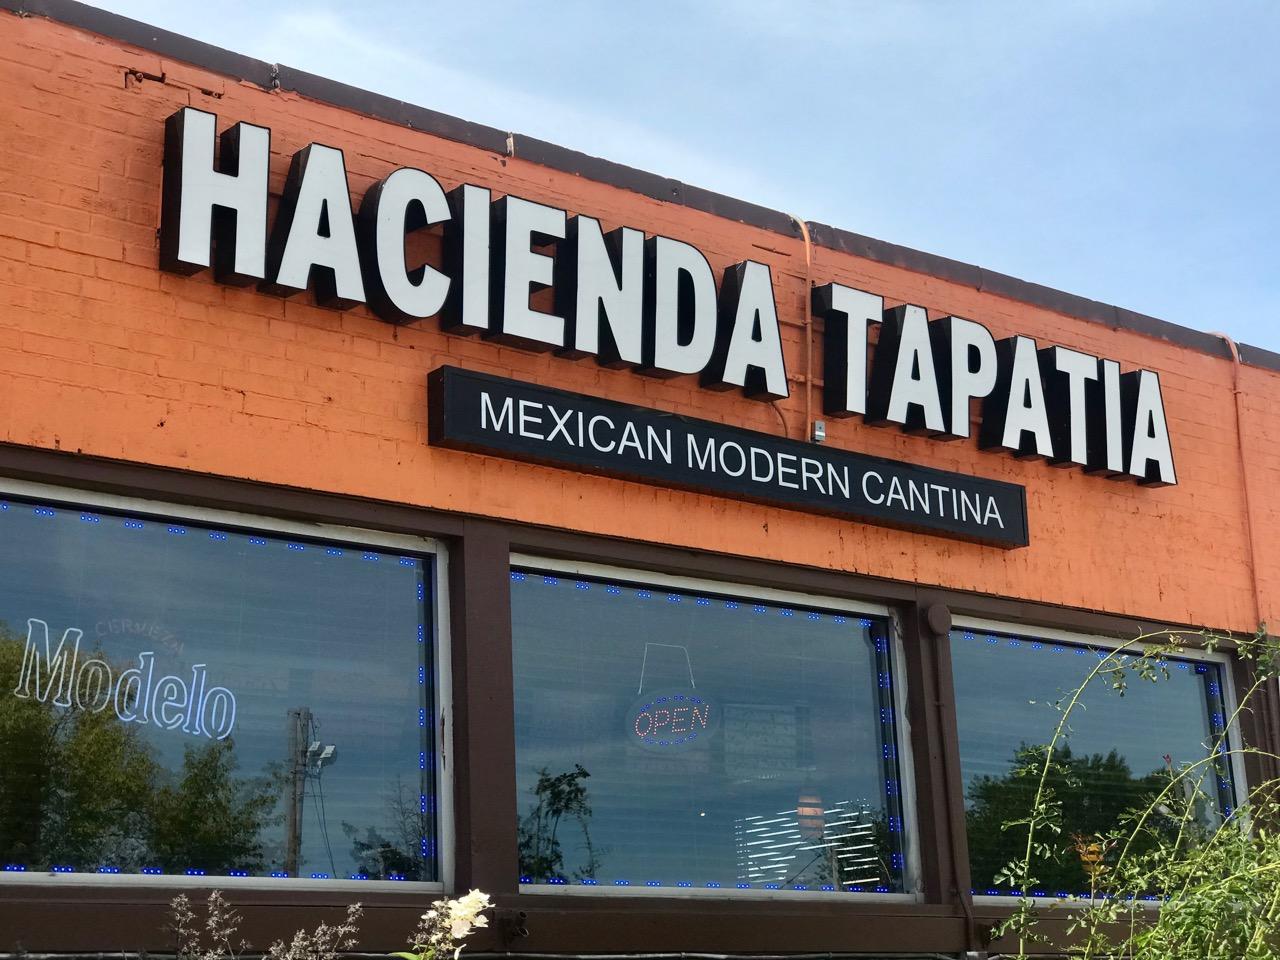 HACIENDA TAPATIA
MEXICAN MODERN CANTINA
CERVEZA
Modelo
OPEN